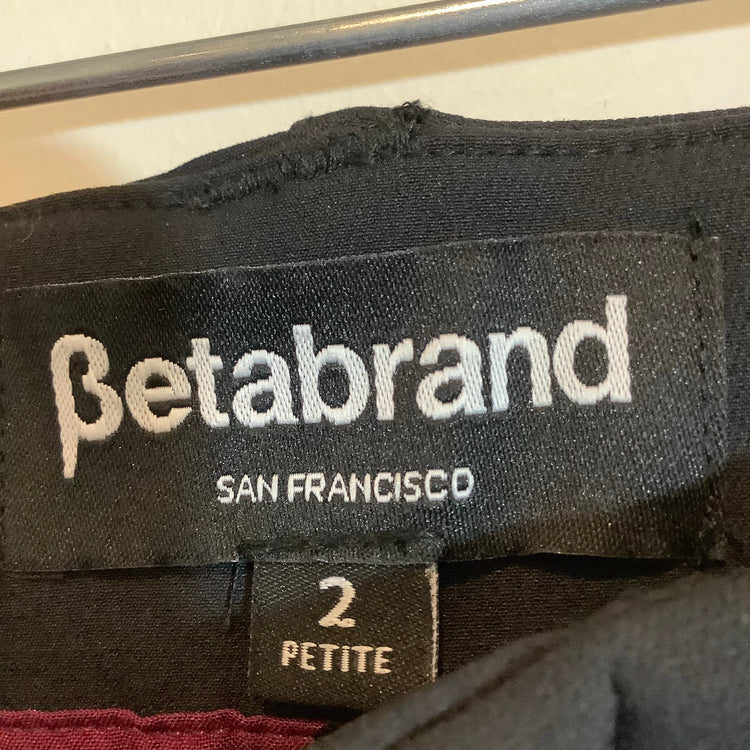 βetabrand
SAN FRANCISCO
2
PETITE